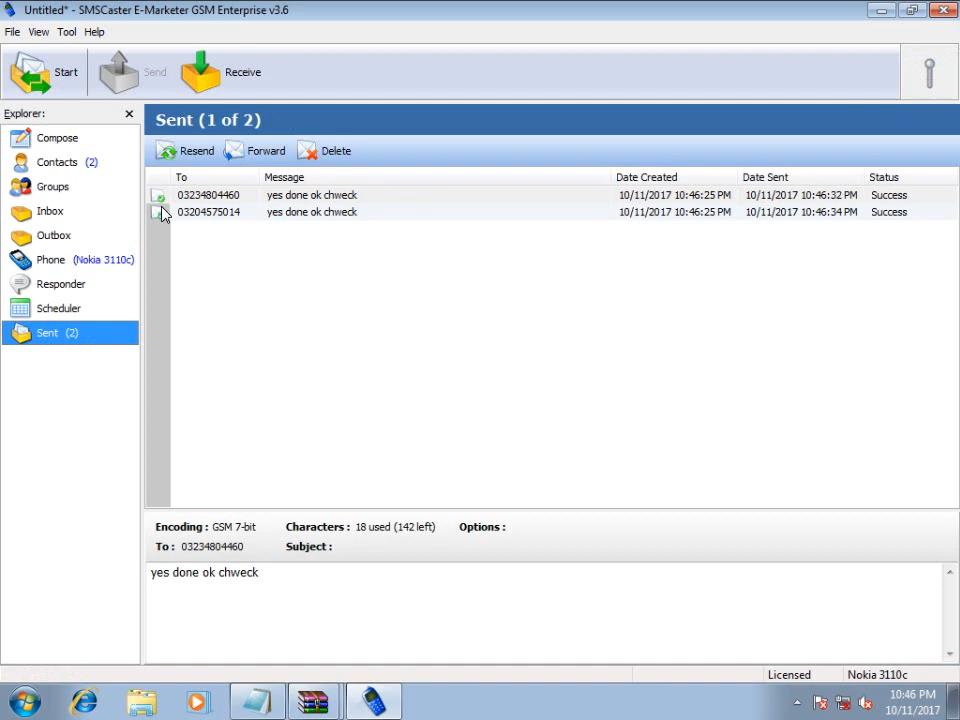 Untitled* - SMSCaster E-Marketer GSM Enterprise v3.6
File View Tool Help
Start Send Receive
Explorer:
Compose
Contacts (2)
Groups
Inbox
Outbox
Phone (Nokia 3110c)
Responder
Scheduler
Sent (2)
Sent (1 of 2)
Resend Forward Delete
To Message Date Created Date Sent Status
03234804460 yes done ok chweck 10/11/2017 10:46:25 PM 10/11/2017 10:46:32 PM Success
03204575014 yes done ok chweck 10/11/2017 10:46:25 PM 10/11/2017 10:46:34 PM Success
Encoding : GSM 7-bit Characters : 18 used (142 left) Options :
To : 03234804460 Subject :
yes done ok chweck
Licensed Nokia 3110c
10:46 PM
10/11/2017